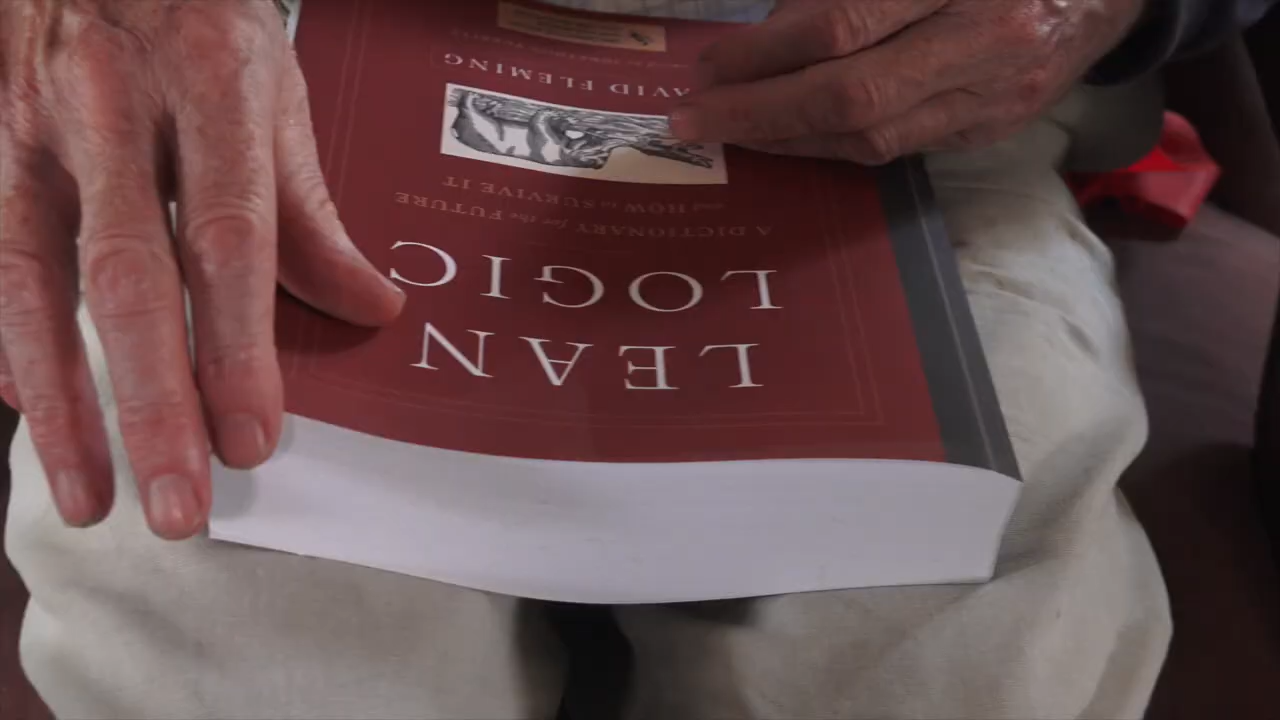 LEAN
LOGIC
A DICTIONARY for the FUTURE
and HOW to SURVIVE IT
AVID FLEMING